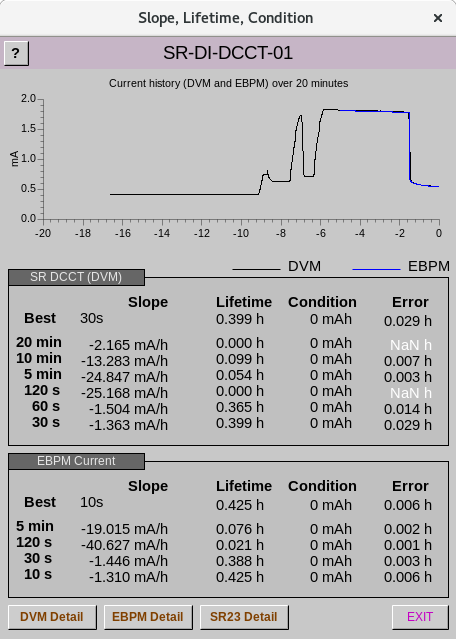 Slope, Lifetime, Condition ×
? SR-DI-DCCT-01
Current history (DVM and EBPM) over 20 minutes
2.0
1.5
1.0
0.5
0.0
mA
-20 -18 -16 -14 -12 -10 -8 -6 -4 -2 0
DVM EBPM
SR DCCT (DVM)
Slope Lifetime Condition Error
Best 30s 0.399 h 0 mAh 0.029 h
20 min -2.165 mA/h 0.000 h 0 mAh NaN h
10 min -13.283 mA/h 0.099 h 0 mAh 0.007 h
5 min -24.847 mA/h 0.054 h 0 mAh 0.003 h
120 s -25.168 mA/h 0.000 h 0 mAh NaN h
60 s -1.504 mA/h 0.365 h 0 mAh 0.014 h
30 s -1.363 mA/h 0.399 h 0 mAh 0.029 h
EBPM Current
Slope Lifetime Condition Error
Best 10s 0.425 h 0 mAh 0.006 h
5 min -19.015 mA/h 0.076 h 0 mAh 0.002 h
120 s -40.627 mA/h 0.021 h 0 mAh 0.001 h
30 s -1.446 mA/h 0.388 h 0 mAh 0.003 h
10 s -1.310 mA/h 0.425 h 0 mAh 0.006 h
DVM Detail EBPM Detail SR23 Detail EXIT